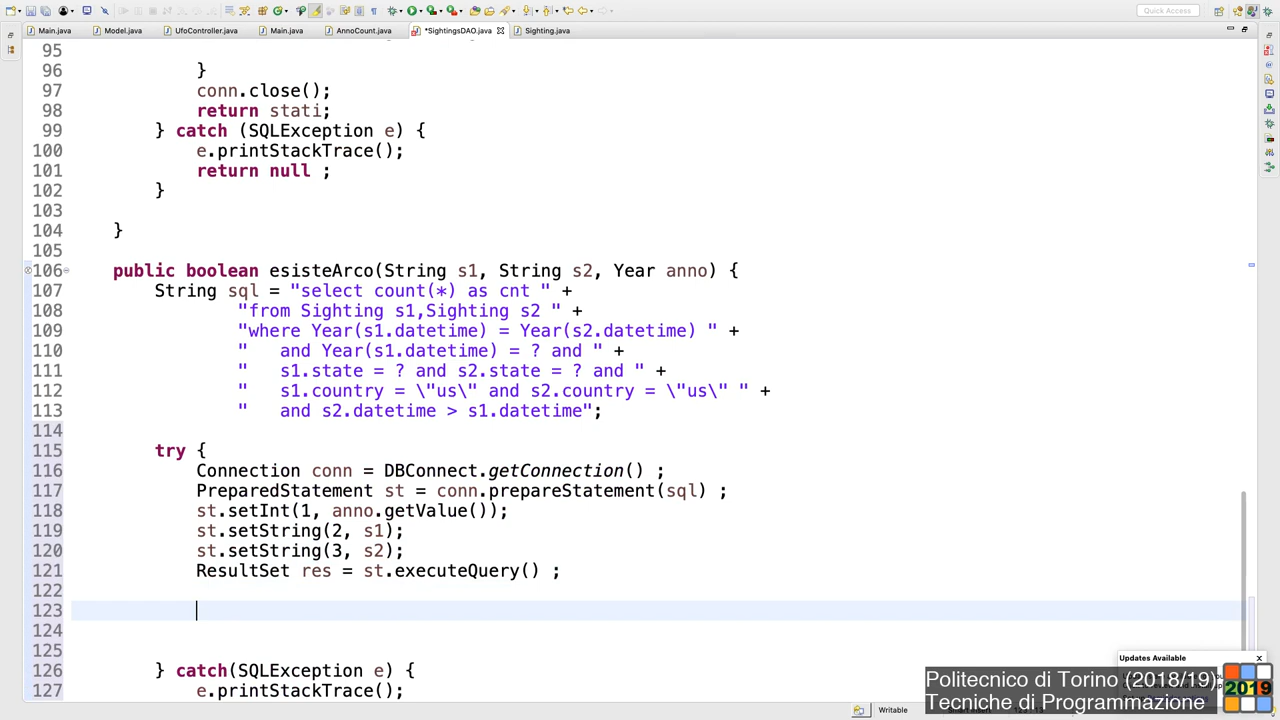 Quick Access
Main.java Model.java UfoController.java Main.java AnnoCount.java *SightingsDAO.java Sighting.java
95
96 }
97 conn.close();
98 return stati;
99 } catch (SQLException e) {
100 e.printStackTrace();
101 return null ;
102 }
103
104 }
105
106 public boolean esisteArco(String s1, String s2, Year anno) {
107 String sql = "select count(*) as cnt " +
108 "from Sighting s1,Sighting s2 " +
109 "where Year(s1.datetime) = Year(s2.datetime) " +
110 "   and Year(s1.datetime) = ? and " +
111 "   s1.state = ? and s2.state = ? and " +
112 "   s1.country = \"us\" and s2.country = \"us\" " +
113 "   and s2.datetime > s1.datetime";
114
115 try {
116 Connection conn = DBConnect.getConnection() ;
117 PreparedStatement st = conn.prepareStatement(sql) ;
118 st.setInt(1, anno.getValue());
119 st.setString(2, s1);
120 st.setString(3, s2);
121 ResultSet res = st.executeQuery() ;
122
123
124
125
126 } catch(SQLException e) {
127 e.printStackTrace();
Updates Available
Politecnico di Torino (2018/19)
Tecniche di Programmazione
2019
Writable